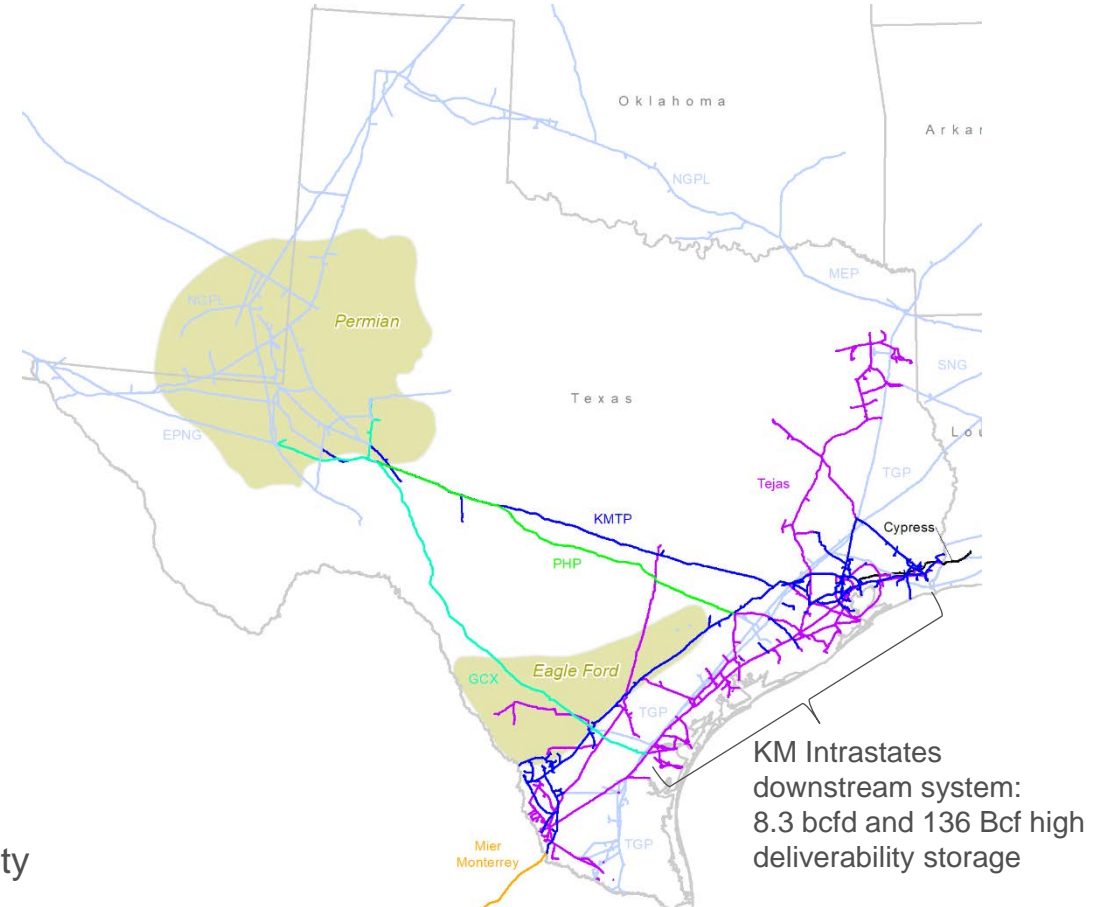 Oklahoma
Arkar
NGPL
MEP
NGPL
Permian
SNG
Texas
EPNG
Lou
TGP
Tejas
KMTP
Cypress
PHP
Eagle Ford
GCX
TGP
KM Intrastates
downstream system:
8.3 bcfd and 136 Bcf high
deliverability storage
TGP
Mier
Monterrey
ty